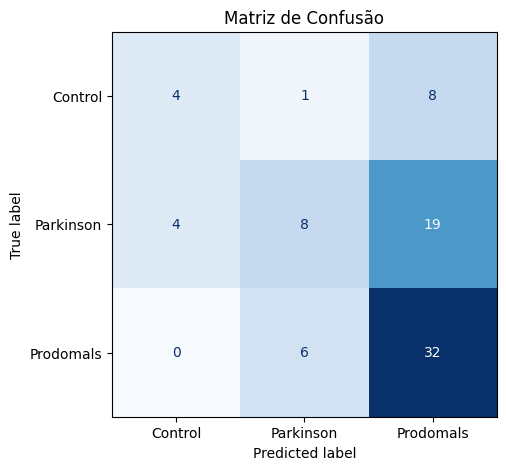 Matriz de Confusão
True label
Control
4 1 8
Parkinson
4 8 19
Prodomals
0 6 32
Control Parkinson Prodomals
Predicted label